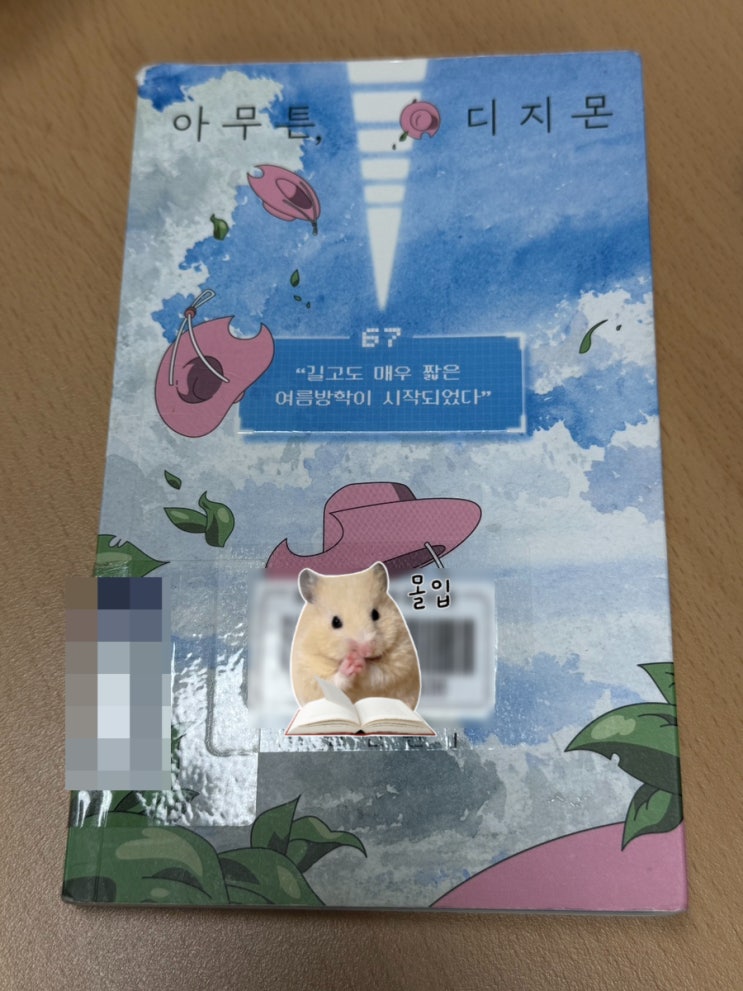 아무튼, 디지몬
67
“길고도 매우 짧은
여름방학이 시작되었다”
몰입